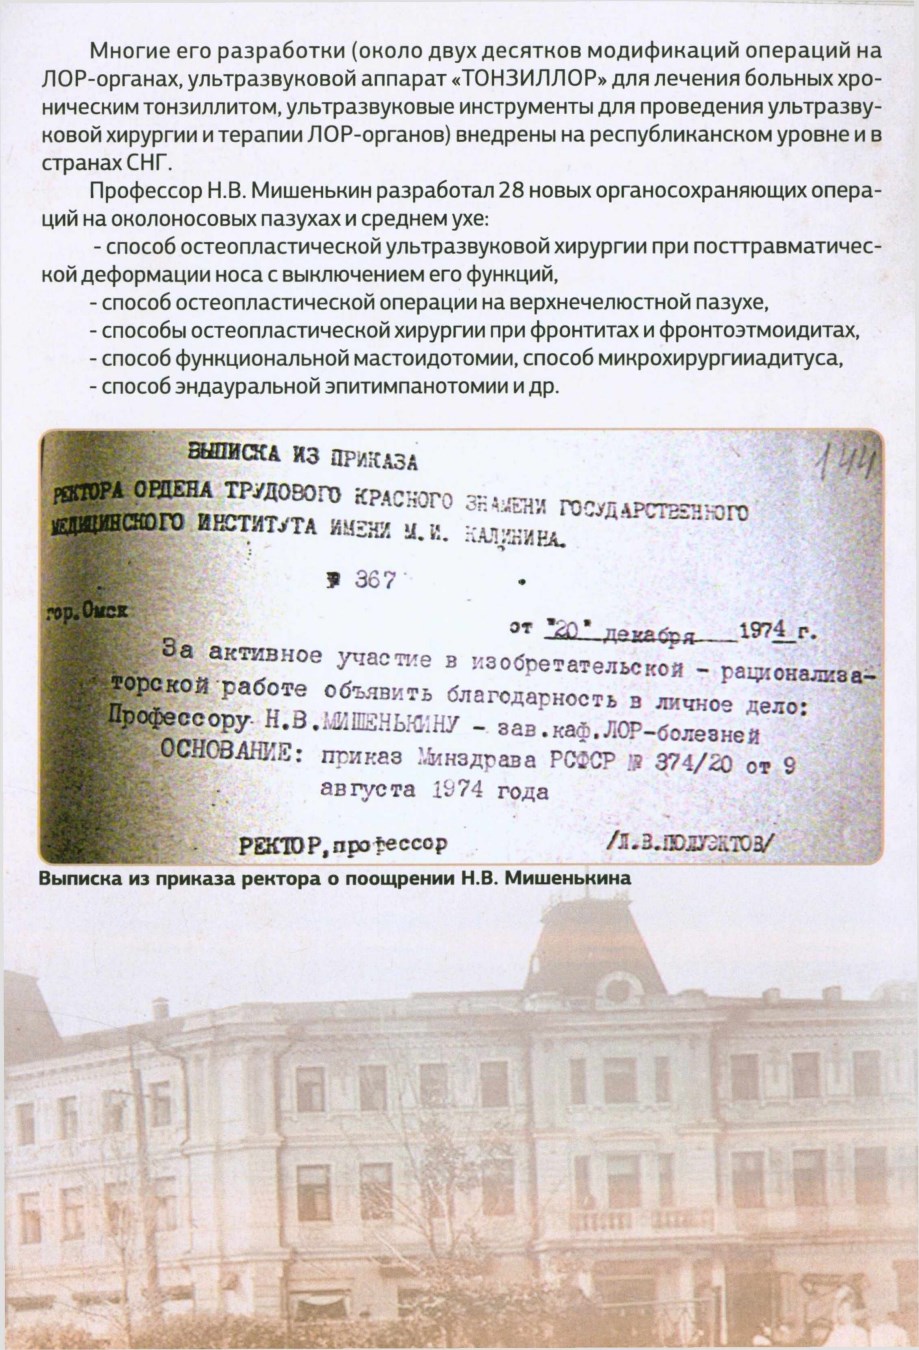 Многие его разработки (около двух десятков модификаций операций на
ЛОР-органах, ультразвуковой аппарат «ТОНЗИЛЛОР» для лечения больных хро-
ническим тонзиллитом, ультразвуковые инструменты для проведения ультразву-
ковой хирургии и терапии ЛОР-органов) внедрены на республиканском уровне и в
странах СНГ.
Профессор Н.В. Мишенькин разработал 28 новых органосохраняющих опера-
ций на околоносовых пазухах и среднем ухе:
- способ остеопластической ультразвуковой хирургии при посттравматичес-
кой деформации носа с выключением его функций,
- способ остеопластической операции на верхнечелюстной пазухе,
- способы остеопластической хирургии при фронтитах и фронтоэтмоидитах,
- способ функциональной мастоидотомии, способ микрохирургииадитуса,
- способ эндауральной эпитимпанотомии и др.
144
ВЫПИСКА ИЗ ПРИКАЗА
РЕКТОРА ОРДЕНА ТРУДОВОГО КРАСНОГО ЗНАМЕНИ ГОСУДАРСТВЕННОГО
МЕДИЦИНСКОГО ИНСТИТУТА ИМЕНИ М.И. КАЛИНИНА.
№ 367
гор.Омск
от "20" декабря 1974 г.
За активное участие в изобретательской - рационализа-
торской работе объявить благодарность в личное дело:
Профессору Н.В.МИШЕНЬКИНУ - зав.каф.ЛОР-болезней
ОСНОВАНИЕ: приказ Минздрава РСФСР № 374/20 от 9
августа 1974 года
РЕКТОР, профессор /Л.В.ПОЛУЭКТОВ/
Выписка из приказа ректора о поощрении Н.В. Мишенькина